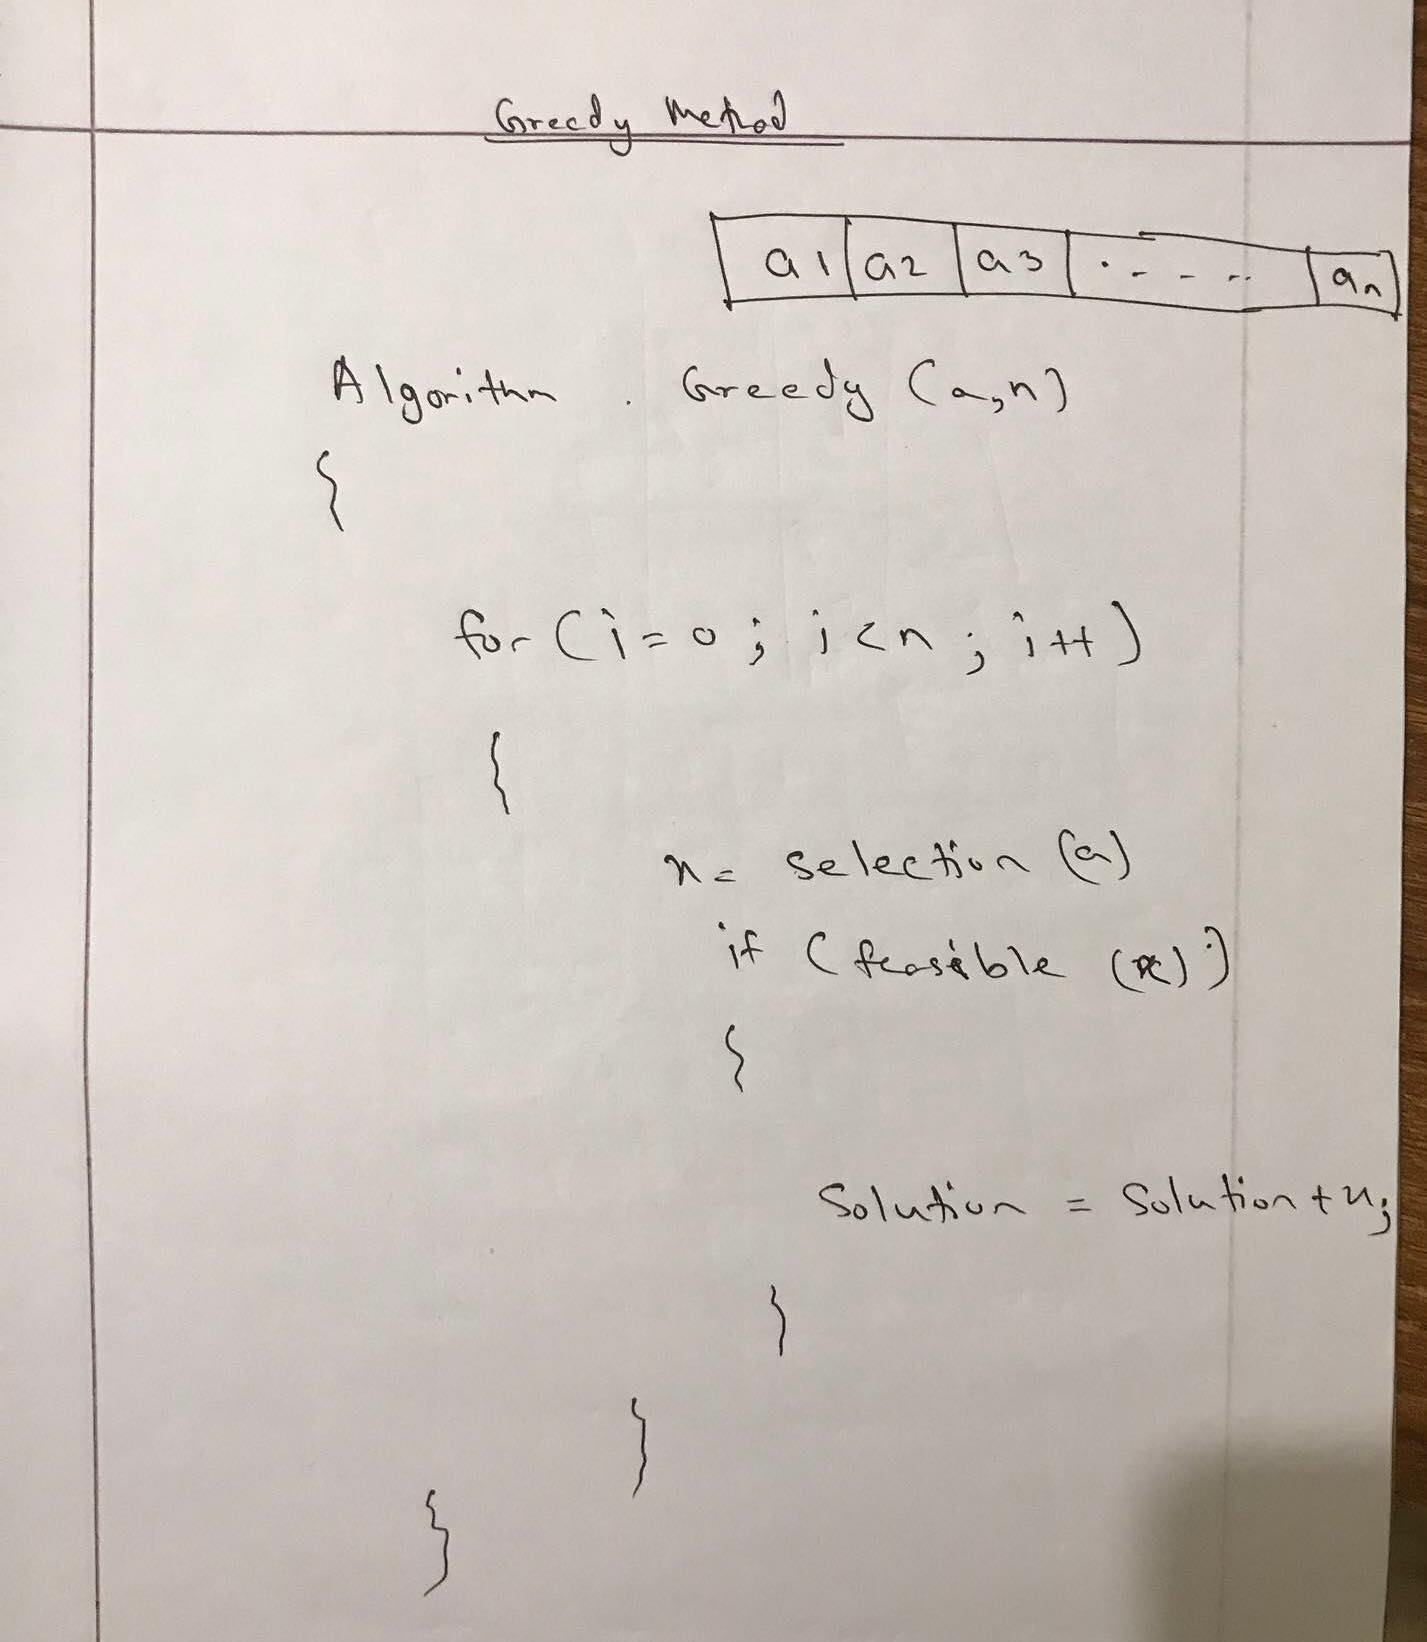 Greedy Method
a1 a2 a3 . - - - .. an
Algorithm . Greedy (a,n)
{
for (i=0; i<n; i++)
{
x= selection (a)
if (feasible (x))
{
Solution = Solution + x;
}
}
}